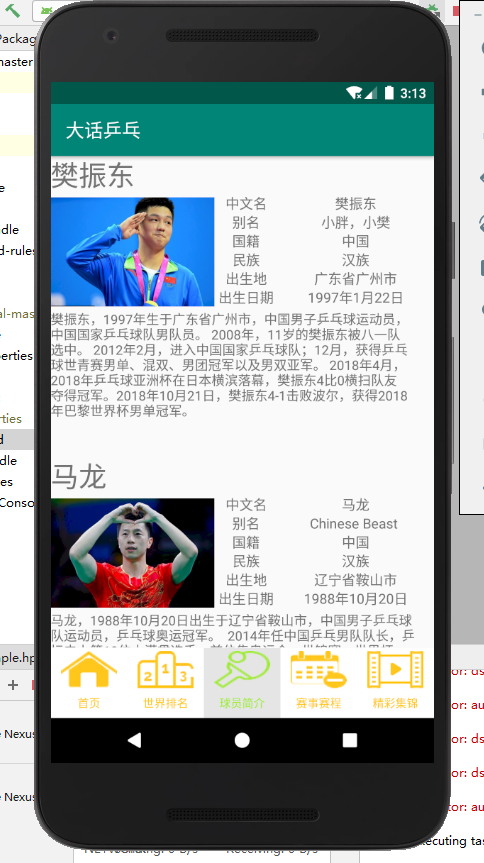 Packag
master
3:13
大话乒乓
樊振东
中文名 樊振东
别名 小胖，小樊
国籍 中国
民族 汉族
出生地 广东省广州市
出生日期 1997年1月22日
樊振东，1997年生于广东省广州市，中国男子乒乓球运动员，
中国国家乒乓球队男队员。 2008年，11岁的樊振东被八一队
选中。 2012年2月，进入中国国家乒乓球队；12月，获得乒乓
球世青赛男单、混双、男团冠军以及男双亚军。 2018年4月，
2018年乒乓球亚洲杯在日本横滨落幕，樊振东4比0横扫队友
夺得冠军。2018年10月21日，樊振东4-1击败波尔，获得2018
年巴黎世界杯男单冠军。
马龙
中文名 马龙
别名 Chinese Beast
国籍 中国
民族 汉族
出生地 辽宁省鞍山市
出生日期 1988年10月20日
马龙，1988年10月20日出生于辽宁省鞍山市，中国男子乒乓球
队运动员，乒乓球奥运冠军。 2014年任中国乒乓男队队长，乒
首页
世界排名
球员简介
赛事赛程
精彩集锦
dle
d-rules
al-mas
perties
erties
d
dle
es
Conso
mple.hp
e Nexus
e Nexus
or: ds
or: au
or: ds
or: ds
or: au
ecuting tas